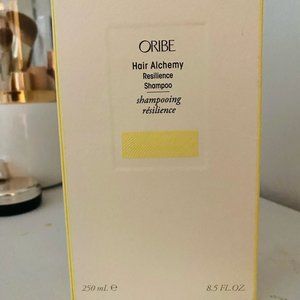 ORIBE
Hair Alchemy
Resilience
Shampoo
shampooing
résilience
250 mL ℮ 8.5 FL.OZ